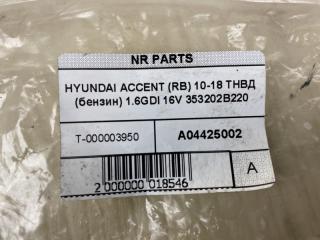 NR PARTS
HYUNDAI ACCENT (RB) 10-18 ТНВД
(бензин) 1.6GDI 16V 353202B220
T-000003950 A04425002
2 000000 018546
A